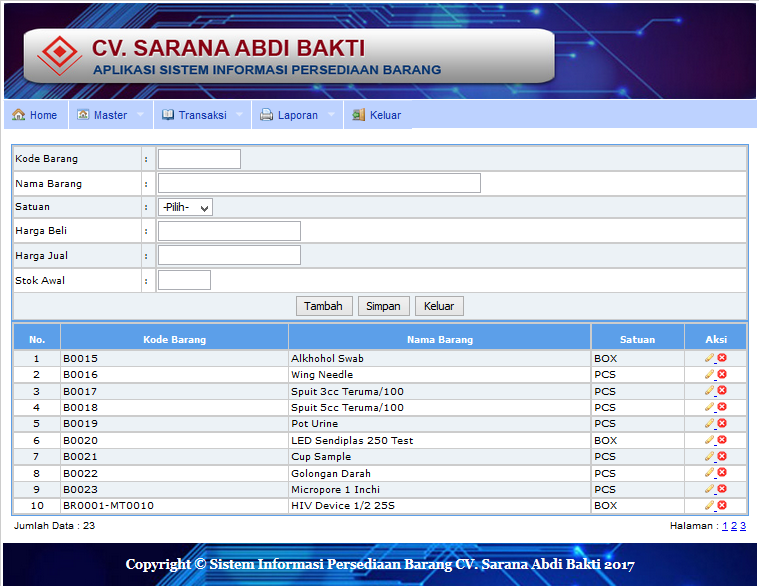 CV. SARANA ABDI BAKTI
APLIKASI SISTEM INFORMASI PERSEDIAAN BARANG
Home Master Transaksi Laporan Keluar
Kode Barang :
Nama Barang :
Satuan : -Pilih-
Harga Beli :
Harga Jual :
Stok Awal :
Tambah Simpan Keluar
No. Kode Barang Nama Barang Satuan Aksi
1 B0015 Alkhohol Swab BOX
2 B0016 Wing Needle PCS
3 B0017 Spuit 3cc Teruma/100 PCS
4 B0018 Spuit 5cc Teruma/100 PCS
5 B0019 Pot Urine PCS
6 B0020 LED Sendiplas 250 Test BOX
7 B0021 Cup Sample PCS
8 B0022 Golongan Darah PCS
9 B0023 Micropore 1 Inchi PCS
10 BR0001-MT0010 HIV Device 1/2 25S BOX
Jumlah Data : 23 Halaman : 1 2 3
Copyright © Sistem Informasi Persediaan Barang CV. Sarana Abdi Bakti 2017